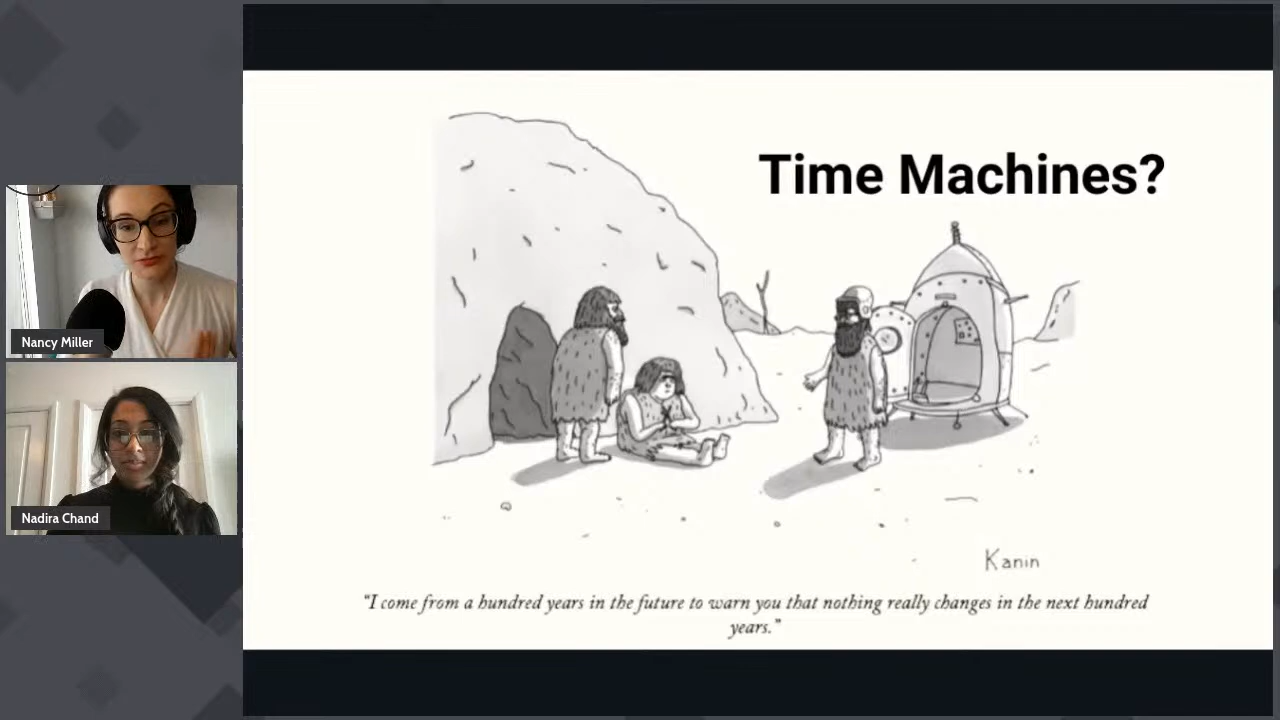 Time Machines?
Nancy Miller
Nadira Chand
Kanin
“I come from a hundred years in the future to warn you that nothing really changes in the next hundred
years.”